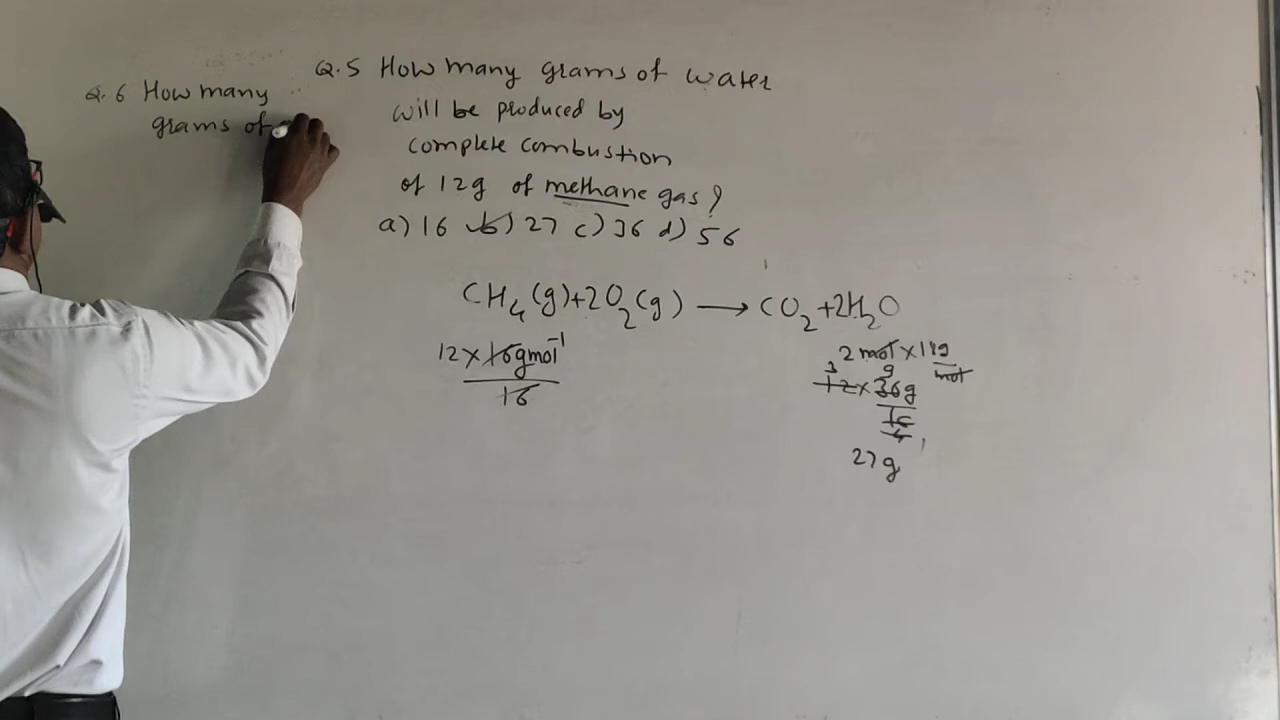 Q.5 How many grams of water
will be produced by
complete combustion
of 12g of methane gas?
a) 16 b) 27 c) 36 d) 56
CH4(g)+2O2(g) ⟶ CO2+2H2O
12×16gmol⁻¹
16
2 mol×18g
mol
3 9
12×36g
16
4
27g
Q.6 How many
grams of